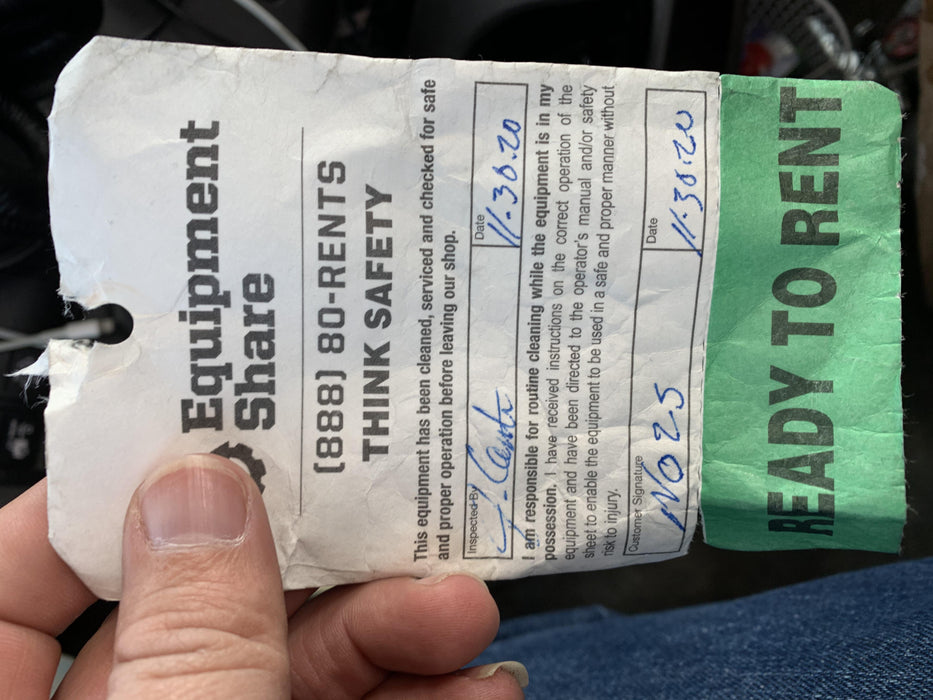 Equipment
Share
(888) 80-RENTS
THINK SAFETY
This equipment has been cleaned, serviced and checked for safe
and proper operation before leaving our shop.
Inspected By
Date
11.30.20
I am responsible for routine cleaning while the equipment is in my
possession. I have received instructions on the correct operation of the
equipment and have been directed to the operator's manual and/or safety
sheet to enable the equipment to be used in a safe and proper manner without
risk to injury.
Customer Signature
Date
11.30.20
READY TO RENT